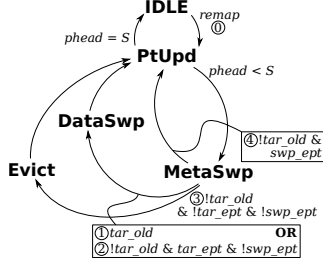 IDLE
remap
⓪
phead = S
PtUpd
phead < S
DataSwp
④!tar_old &
swp_ept
Evict
MetaSwp
③!tar_old
& !tar_ept & !swp_ept
①tar_old OR
②!tar_old & tar_ept & !swp_ept